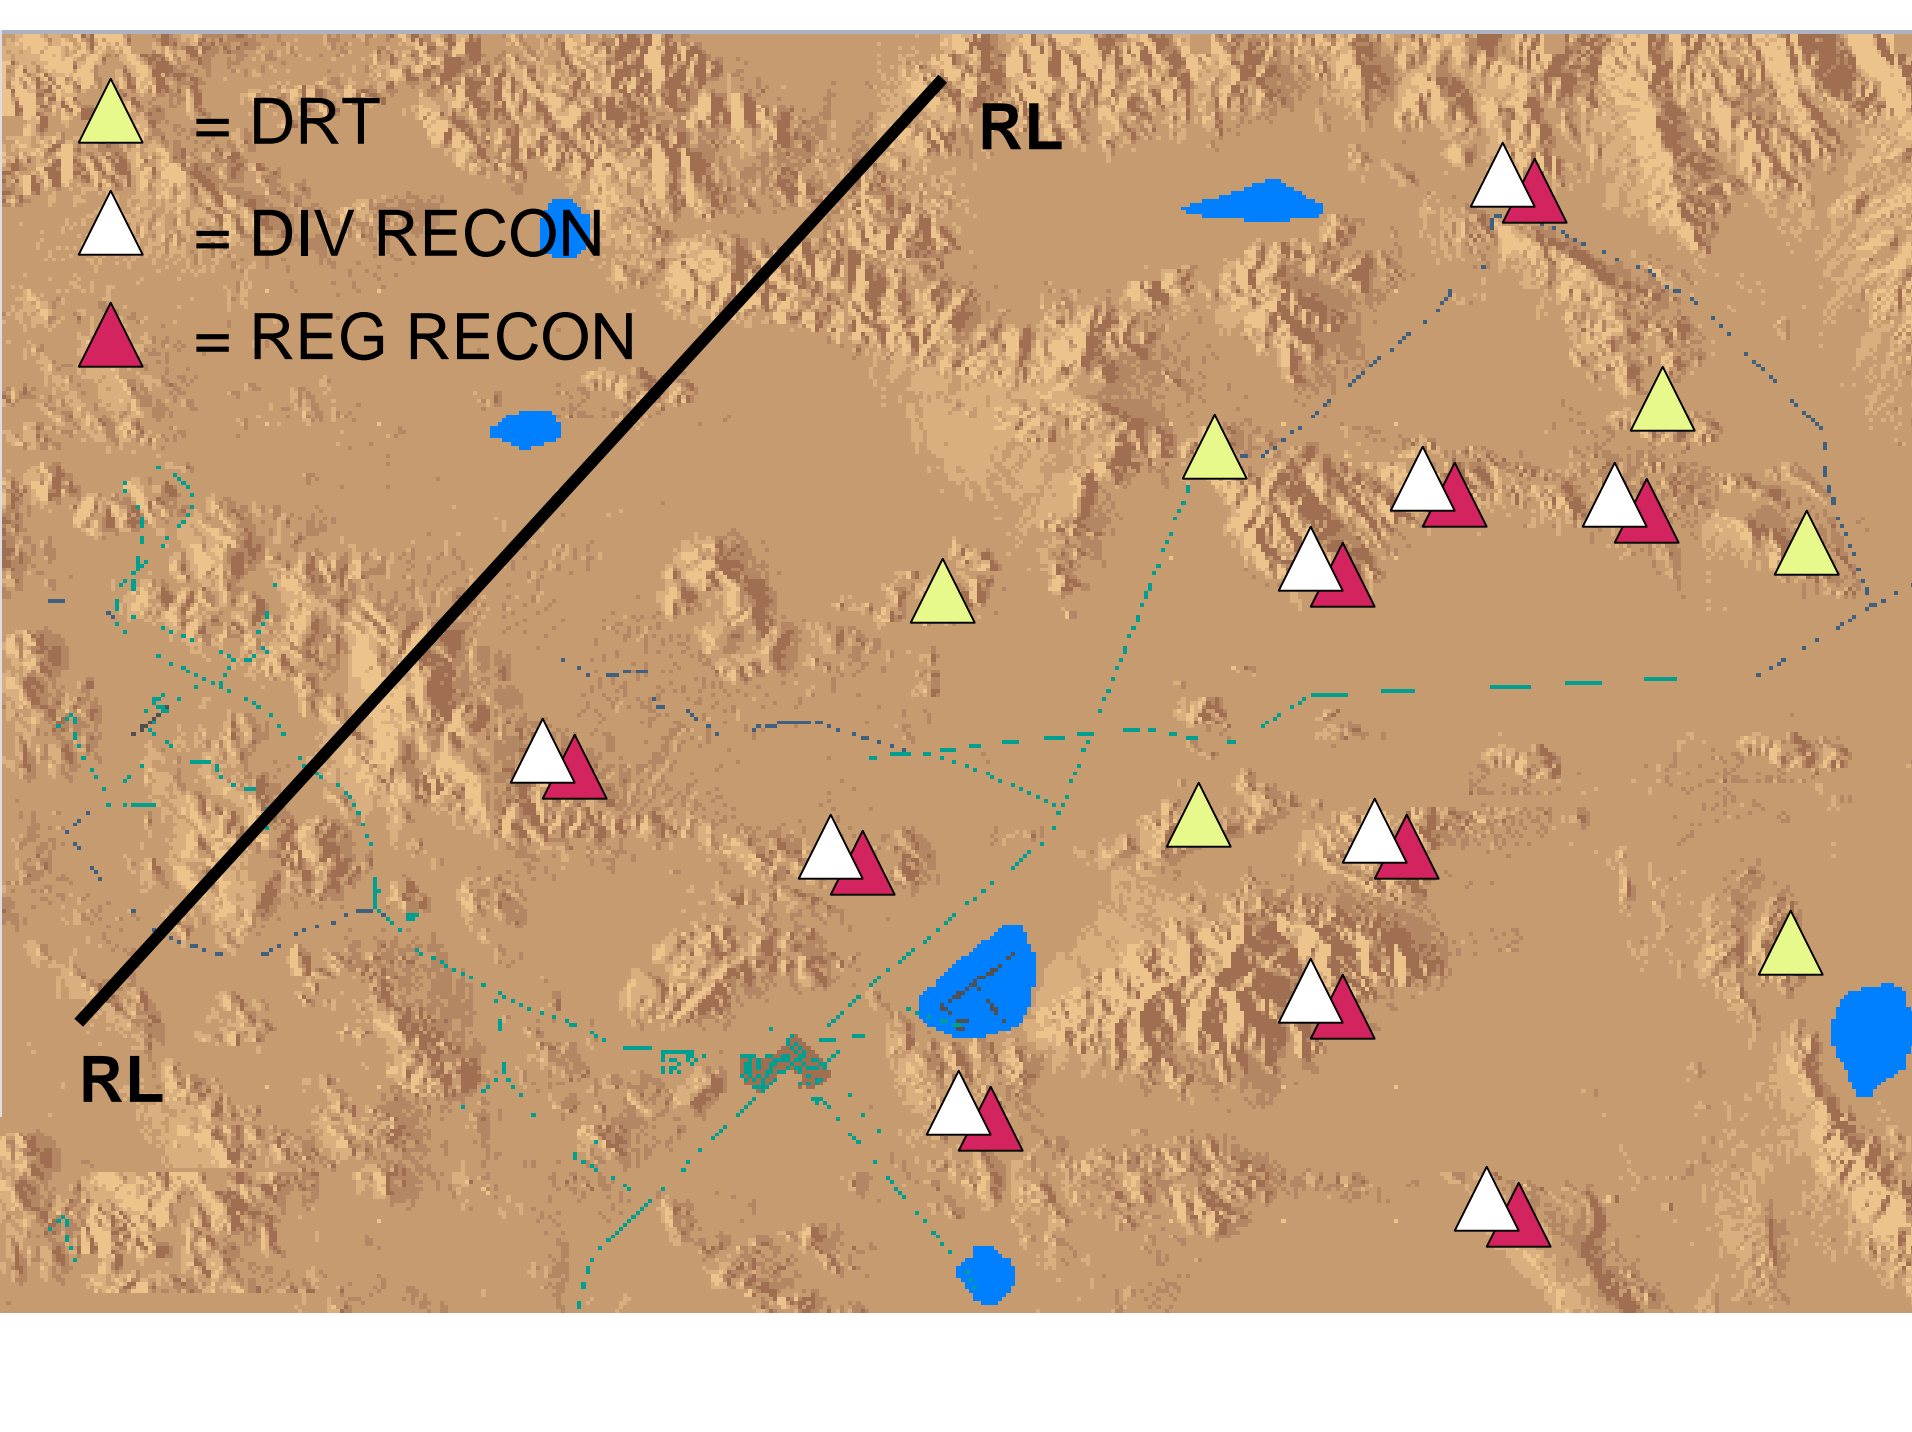 = DRT
RL
= DIV RECON
= REG RECON
RL